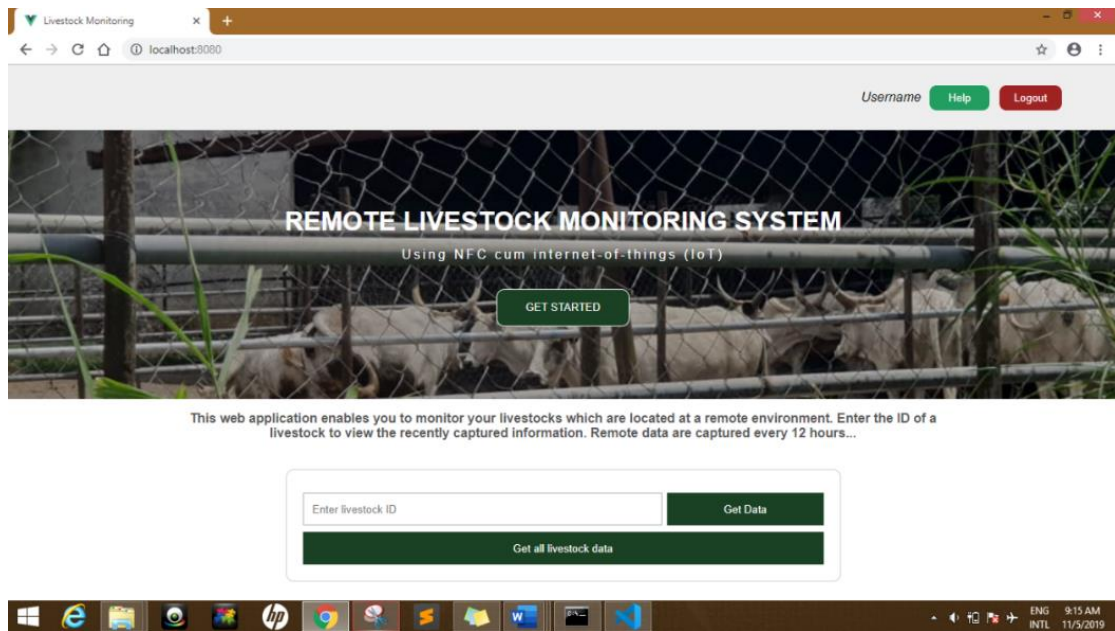 Livestock Monitoring
localhost:8080
Username Help Logout
REMOTE LIVESTOCK MONITORING SYSTEM
Using NFC cum internet-of-things (IoT)
GET STARTED
This web application enables you to monitor your livestocks which are located at a remote environment. Enter the ID of a
livestock to view the recently captured information. Remote data are captured every 12 hours...
Enter livestock ID Get Data
Get all livestock data
ENG 9:15 AM
INTL 11/5/2019